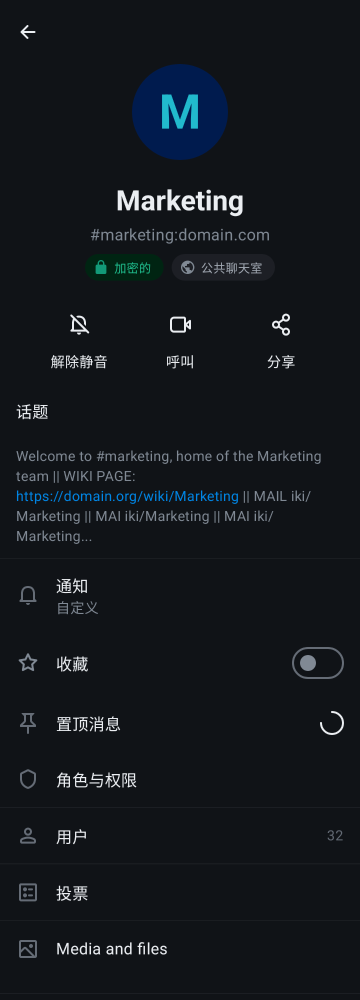 M
Marketing
#marketing:domain.com
加密的 公共聊天室
解除静音 呼叫 分享
话题
Welcome to #marketing, home of the Marketing
team || WIKI PAGE:
https://domain.org/wiki/Marketing || MAIL iki/
Marketing || MAI iki/Marketing || MAI iki/
Marketing...
通知
自定义
收藏
置顶消息
角色与权限
用户 32
投票
Media and files